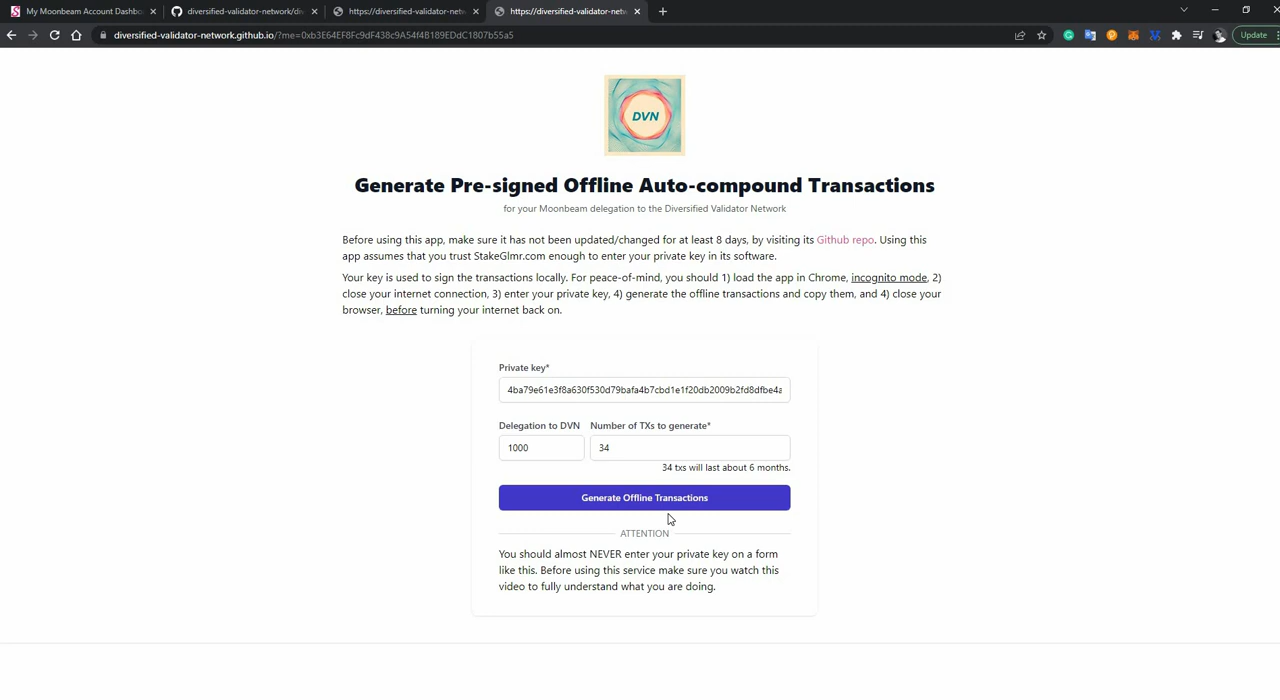 My Moonbeam Account Dashbo
diversified-validator-network/div
https://diversified-validator-netw
https://diversified-validator-netw
diversified-validator-network.github.io/?me=0xb3E64EF8Fc9dF438c9A54f4B189EDdC1807b55a5
Update
DVN
Generate Pre-signed Offline Auto-compound Transactions
for your Moonbeam delegation to the Diversified Validator Network
Before using this app, make sure it has not been updated/changed for at least 8 days, by visiting its Github repo. Using this
app assumes that you trust StakeGlmr.com enough to enter your private key in its software.
Your key is used to sign the transactions locally. For peace-of-mind, you should 1) load the app in Chrome, incognito mode, 2)
close your internet connection, 3) enter your private key, 4) generate the offline transactions and copy them, and 4) close your
browser, before turning your internet back on.
Private key*
4ba79e61e3f8a630f530d79bafa4b7cbd1e1f20db2009b2fd8dfbe4a
Delegation to DVN Number of TXs to generate*
1000 34
34 txs will last about 6 months.
Generate Offline Transactions
ATTENTION
You should almost NEVER enter your private key on a form
like this. Before using this service make sure you watch this
video to fully understand what you are doing.